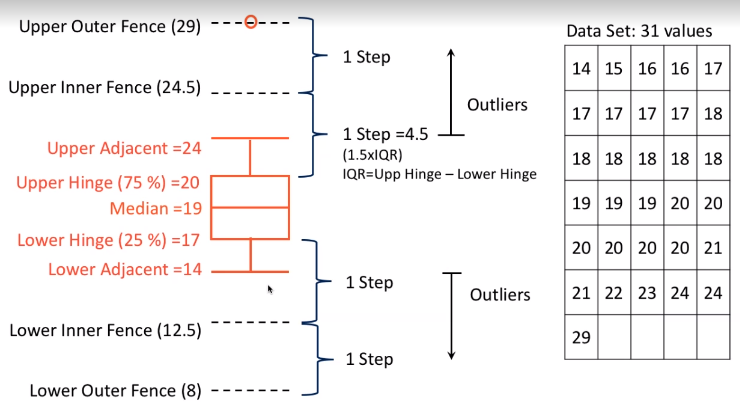 Upper Outer Fence (29)
1 Step
Upper Inner Fence (24.5)
Outliers
1 Step =4.5
(1.5xIQR)
IQR=Upp Hinge – Lower Hinge
Upper Adjacent =24
Upper Hinge (75 %) =20
Median =19
Lower Hinge (25 %) =17
Lower Adjacent =14
1 Step
Outliers
Lower Inner Fence (12.5)
1 Step
Lower Outer Fence (8)
Data Set: 31 values
14 15 16 16 17
17 17 17 17 18
18 18 18 18 18
19 19 19 20 20
20 20 20 20 21
21 22 23 24 24
29